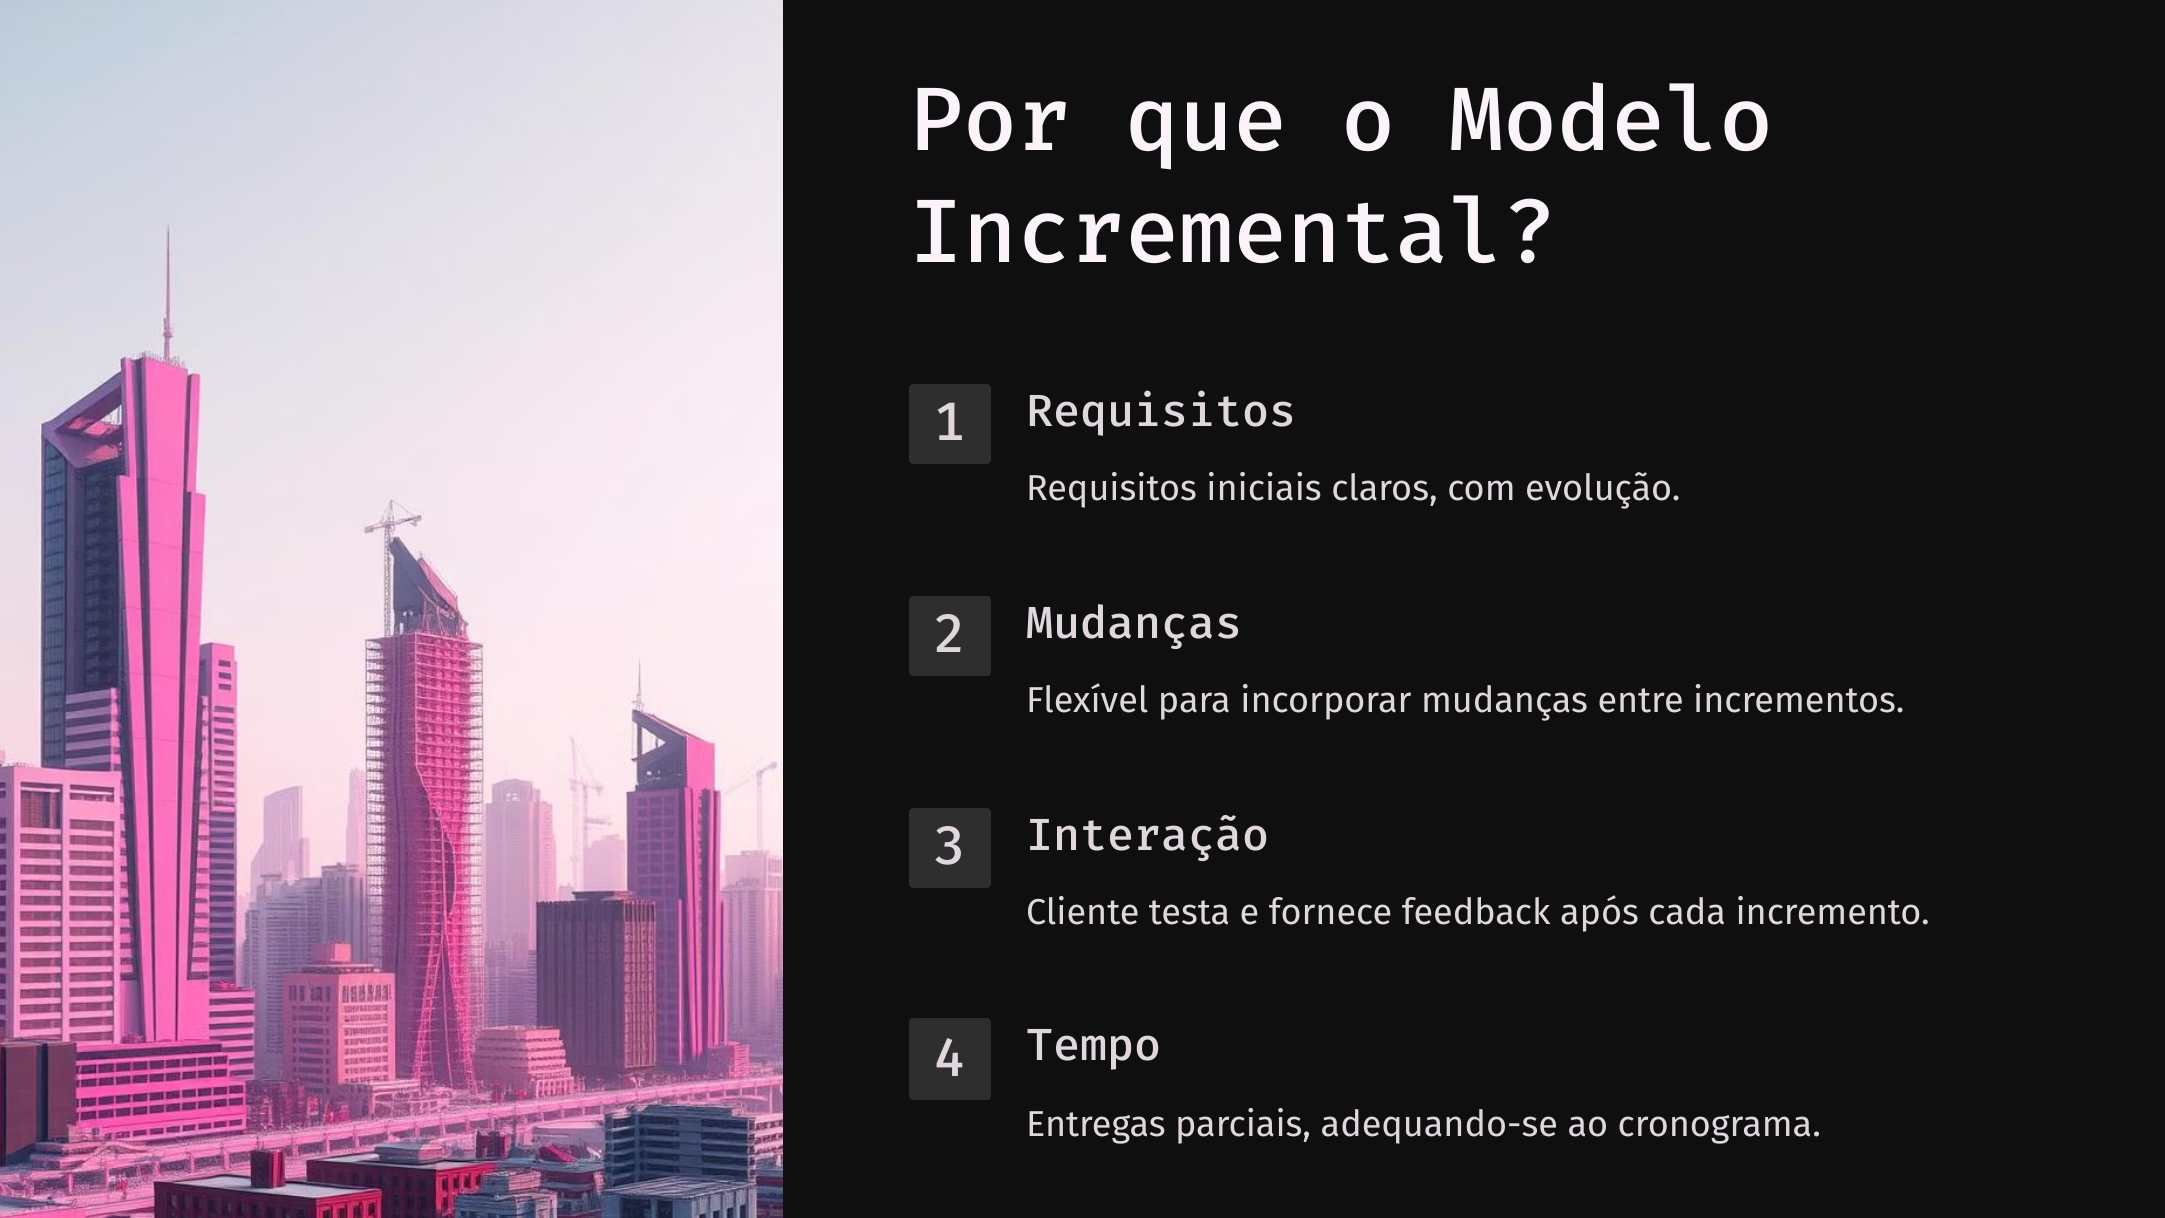 Por que o Modelo
Incremental?
1
Requisitos
Requisitos iniciais claros, com evolução.
2
Mudanças
Flexível para incorporar mudanças entre incrementos.
3
Interação
Cliente testa e fornece feedback após cada incremento.
4
Tempo
Entregas parciais, adequando-se ao cronograma.